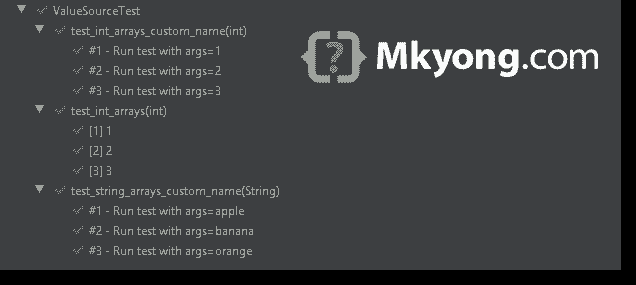 ValueSourceTest
test_int_arrays_custom_name(int)
#1 - Run test with args=1
#2 - Run test with args=2
#3 - Run test with args=3
test_int_arrays(int)
[1] 1
[2] 2
[3] 3
test_string_arrays_custom_name(String)
#1 - Run test with args=apple
#2 - Run test with args=banana
#3 - Run test with args=orange
{?} Mkyong.com